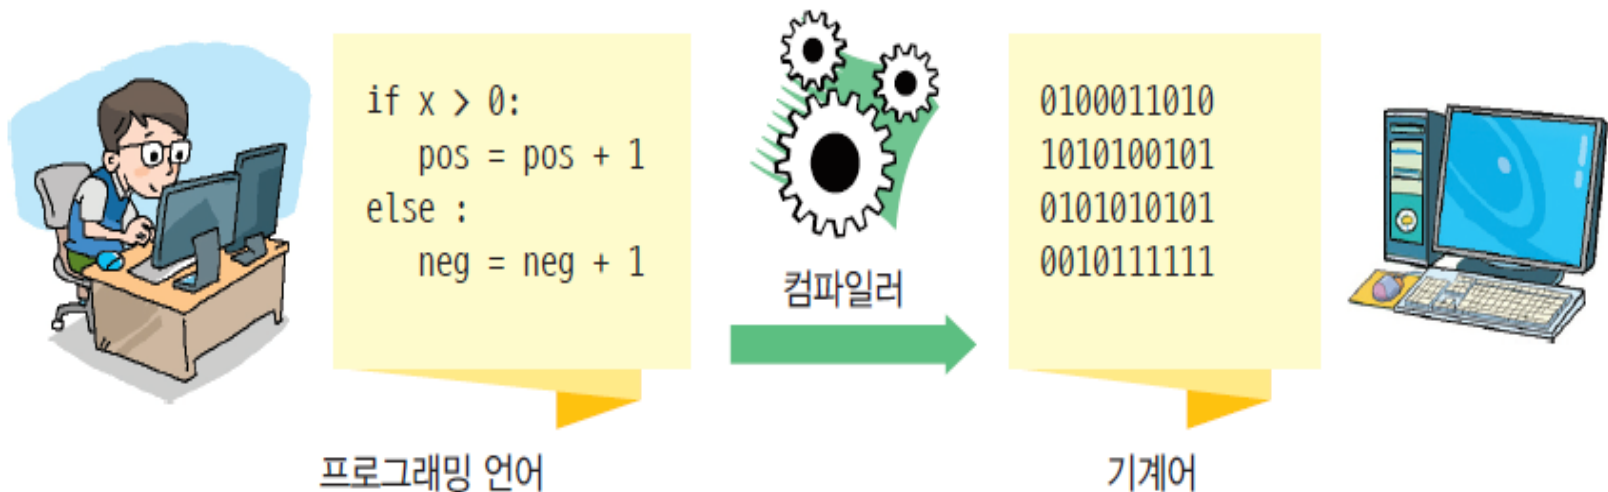 if x > 0:
pos = pos + 1
else :
neg = neg + 1
컴파일러
0100011010
1010100101
0101010101
0010111111
프로그래밍 언어
기계어